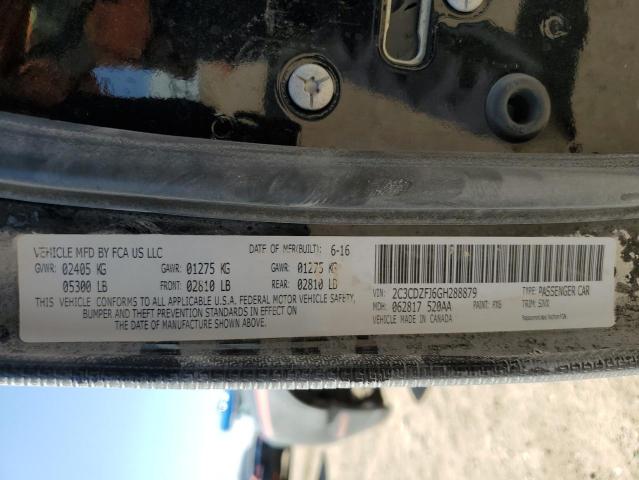 VEHICLE MFD BY FCA US LLC DATE OF MFR(BUILT): 6-16
GVWR: 02405 KG GAWR: 01275 KG GAWR: 01275 KG
05300 LB FRONT: 02810 LB REAR: 02810 LB
THIS VEHICLE CONFORMS TO ALL APPLICABLE U.S.A. FEDERAL MOTOR VEHICLE SAFETY,
BUMPER AND THEFT PREVENTION STANDARDS IN EFFECT ON THE
DATE OF MANUFACTURE SHOWN ABOVE.
VIN: 2C3CDZFJ6GH288879 TYPE: PASSENGER CAR
MDH: 062817 520AA PAINT: PX8 TRIM:
VEHICLE MADE IN CANADA